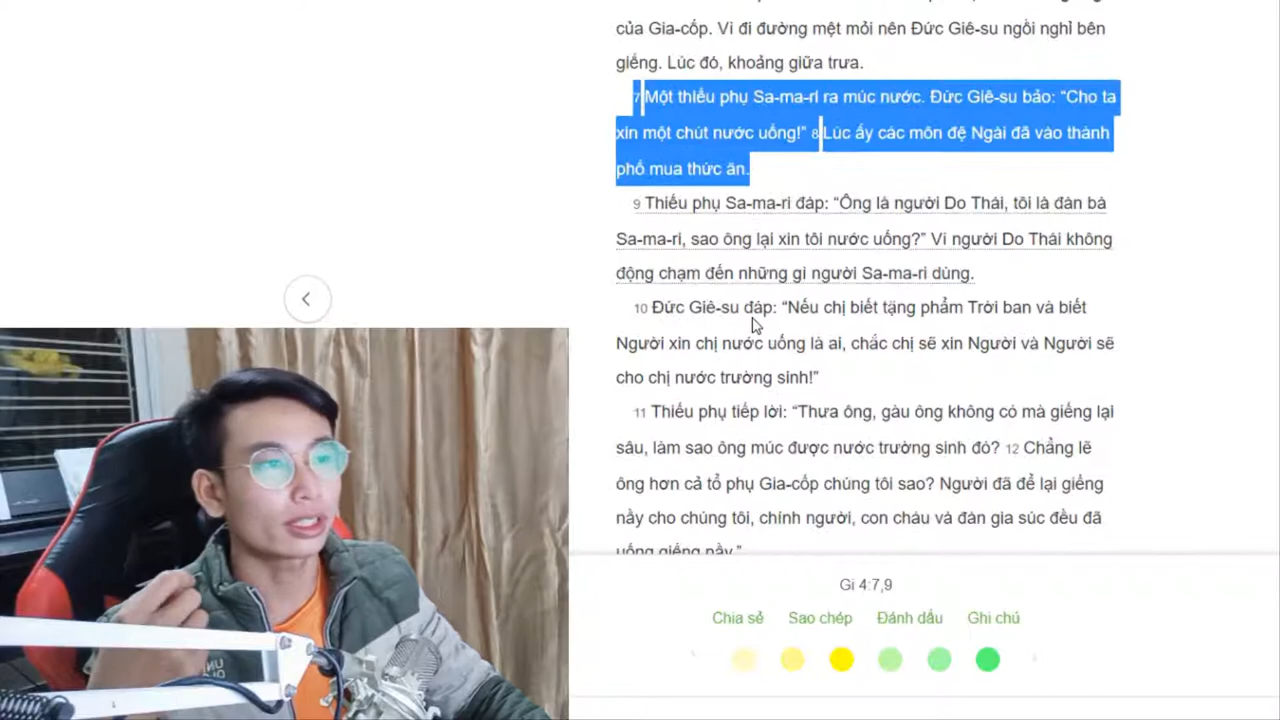 của Gia-cốp. Vì đi đường mệt mỏi nên Đức Giê-su ngồi nghỉ bên
giếng. Lúc đó, khoảng giữa trưa.
7 Một thiếu phụ Sa-ma-ri ra múc nước. Đức Giê-su bảo: “Cho ta
xin một chút nước uống!” 8 Lúc ấy các môn đệ Ngài đã vào thành
phố mua thức ăn.
9 Thiếu phụ Sa-ma-ri đáp: “Ông là người Do Thái, tôi là đàn bà
Sa-ma-ri, sao ông lại xin tôi nước uống?” Vì người Do Thái không
động chạm đến những gì người Sa-ma-ri dùng.
10 Đức Giê-su đáp: “Nếu chị biết tặng phẩm Trời ban và biết
Người xin chị nước uống là ai, chắc chị sẽ xin Người và Người sẽ
cho chị nước trường sinh!”
11 Thiếu phụ tiếp lời: “Thưa ông, gàu ông không có mà giếng lại
sâu, làm sao ông múc được nước trường sinh đó? 12 Chẳng lẽ
ông hơn cả tổ phụ Gia-cốp chúng tôi sao? Người đã để lại giếng
nầy cho chúng tôi, chính người, con cháu và đàn gia súc đều đã
uống giếng nầy.”
Gi 4:7,9
Chia sẻ Sao chép Đánh dấu Ghi chú